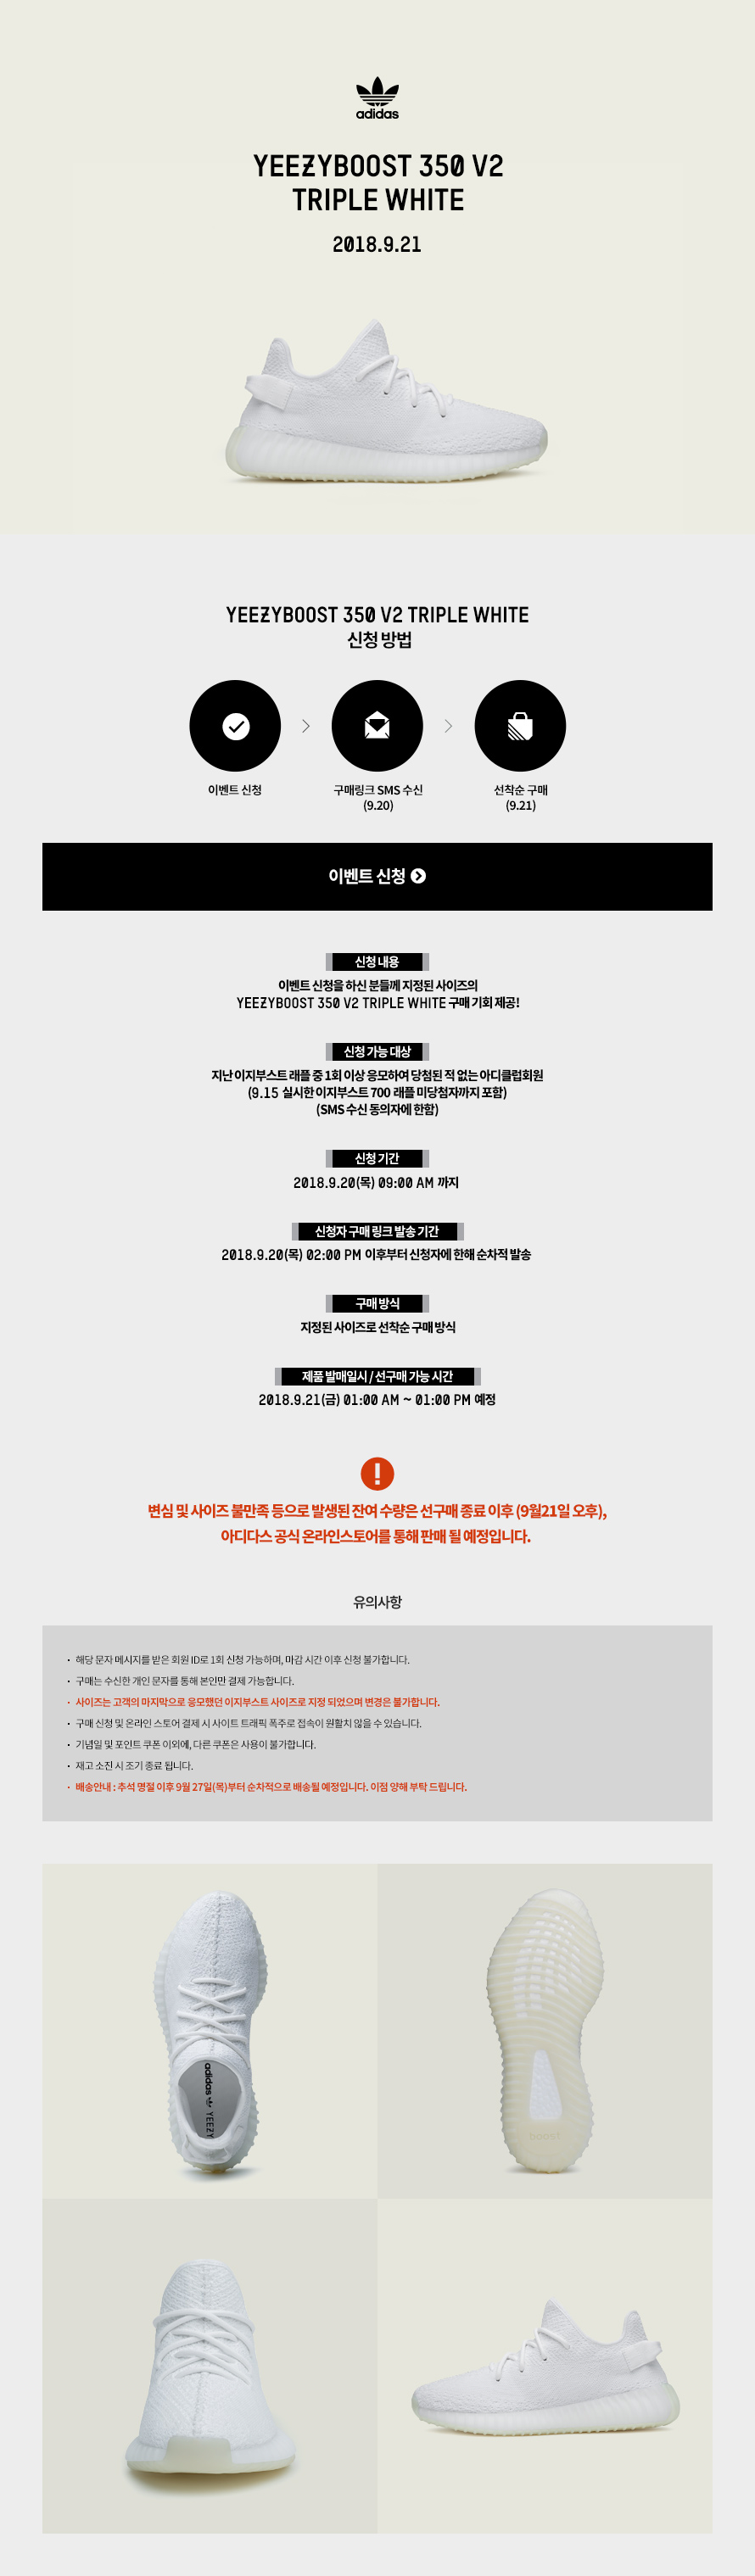 adidas
YEEZYBOOST 350 V2
TRIPLE WHITE
2018.9.21
YEEZYBOOST 350 V2 TRIPLE WHITE
신청 방법
이벤트 신청
구매링크 SMS 수신
(9.20)
선착순 구매
(9.21)
이벤트 신청
신청 내용
이벤트 신청을 하신 분들께 지정된 사이즈의
YEEZYBOOST 350 V2 TRIPLE WHITE 구매 기회 제공!
신청 가능 대상
지난 이지부스트 래플 중 1회 이상 응모하여 당첨된 적 없는 아디클럽회원
(9.15 실시한 이지부스트 700 래플 미당첨자까지 포함)
(SMS 수신 동의자에 한함)
신청 기간
2018.9.20(목) 09:00 AM 까지
신청자 구매 링크 발송 기간
2018.9.20(목) 02:00 PM 이후부터 신청자에 한해 순차적 발송
구매 방식
지정된 사이즈로 선착순 구매 방식
제품 발매일시 / 선구매 가능 시간
2018.9.21(금) 01:00 AM ~ 01:00 PM 예정
변심 및 사이즈 불만족 등으로 발생된 잔여 수량은 선구매 종료 이후 (9월21일 오후),
아디다스 공식 온라인스토어를 통해 판매 될 예정입니다.
유의사항
· 해당 문자 메시지를 받은 회원 ID로 1회 신청 가능하며, 마감 시간 이후 신청 불가합니다.
· 구매는 수신한 개인 문자를 통해 본인만 결제 가능합니다.
· 사이즈는 고객의 마지막으로 응모했던 이지부스트 사이즈로 지정 되었으며 변경은 불가합니다.
· 구매 신청 및 온라인 스토어 결제 시 사이트 트래픽 폭주로 접속이 원활치 않을 수 있습니다.
· 기념일 및 포인트 쿠폰 이외에, 다른 쿠폰은 사용이 불가합니다.
· 재고 소진 시 조기 종료 됩니다.
· 배송안내 : 추석 명절 이후 9월 27일(목)부터 순차적으로 배송될 예정입니다. 이점 양해 부탁 드립니다.
adidas YEEZY
boost